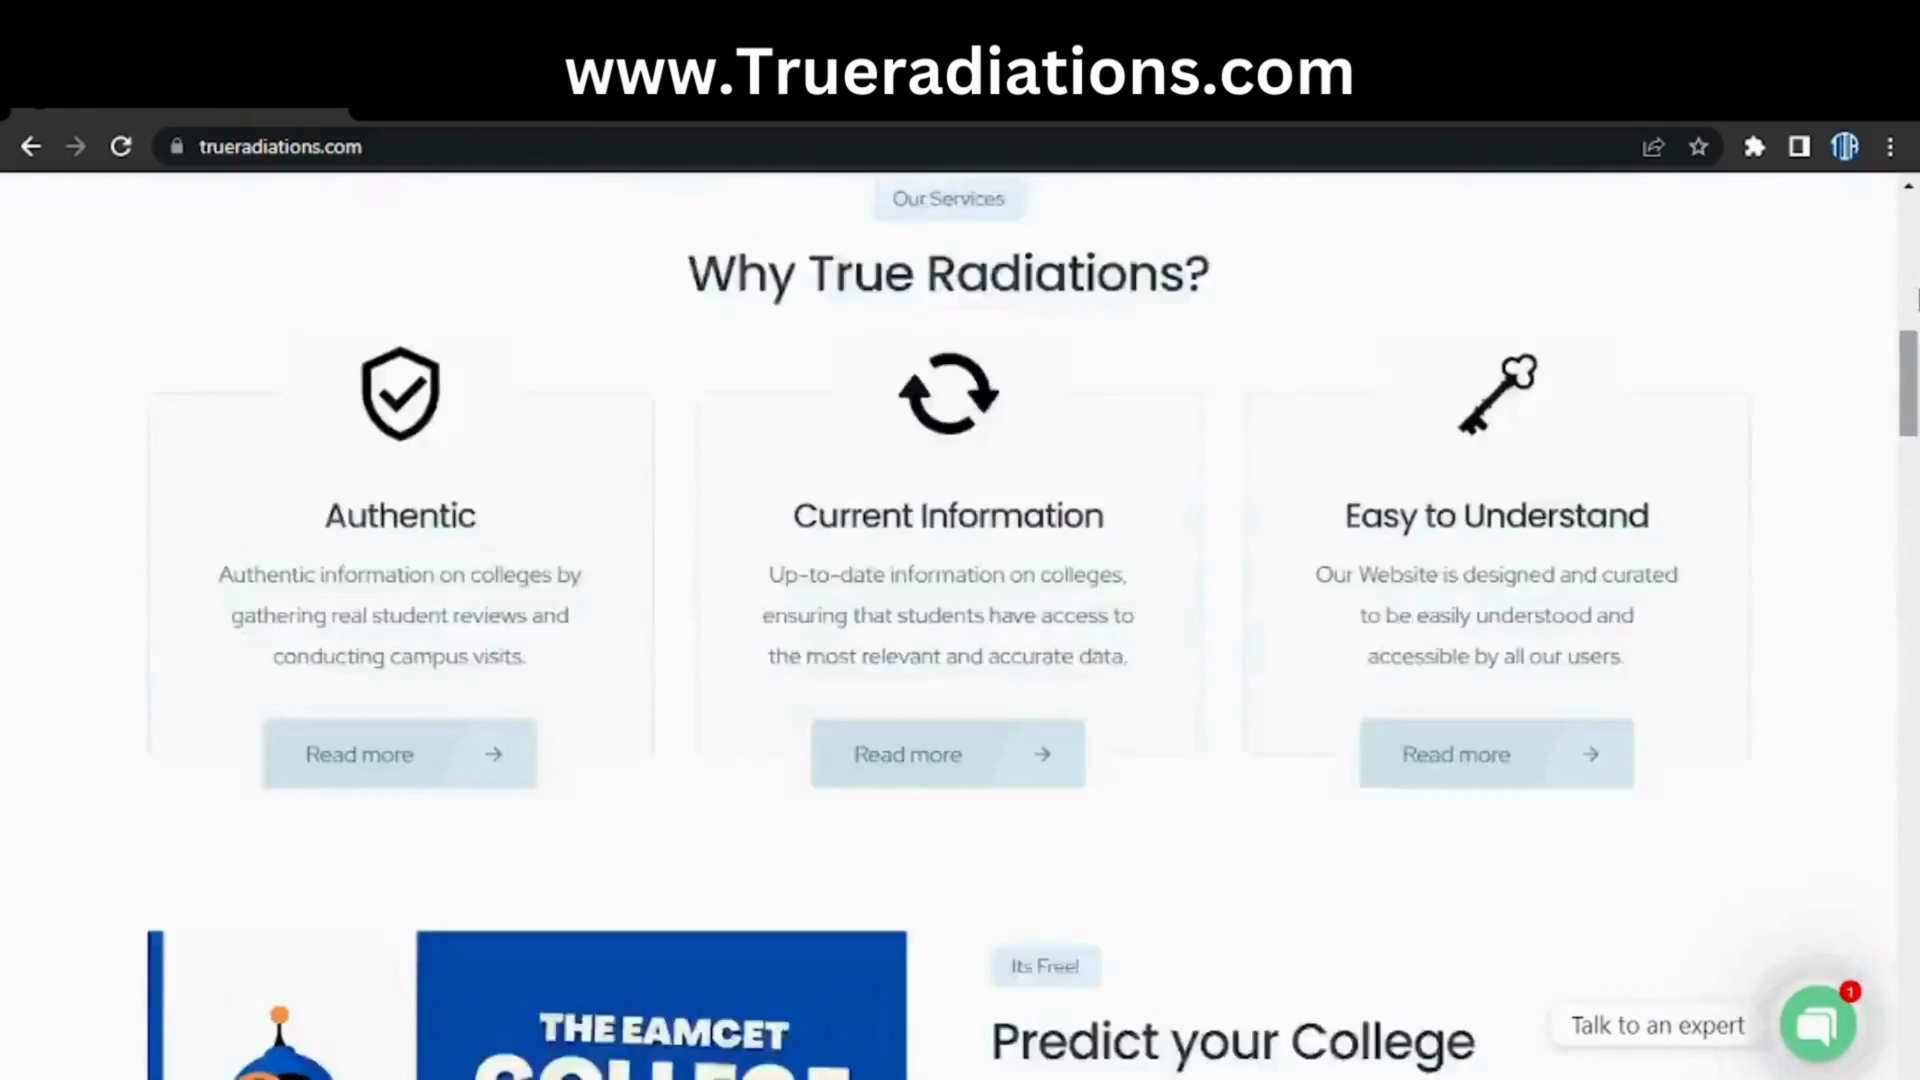 www.Trueradiations.com
trueradiations.com
Our Services
Why True Radiations?
Authentic
Authentic information on colleges by
gathering real student reviews and
conducting campus visits.
Read more
Current Information
Up-to-date information on colleges,
ensuring that students have access to
the most relevant and accurate data.
Read more
Easy to Understand
Our Website is designed and curated
to be easily understood and
accessible by all our users.
Read more
THE EAMCET
COLLEGE
Its Free!
Predict your College
Talk to an expert
1